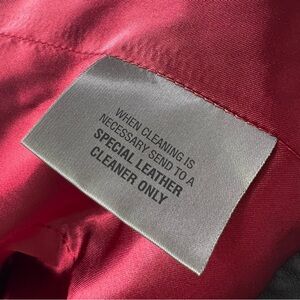 WHEN CLEANING IS
NECESSARY SEND TO A
SPECIAL LEATHER
CLEANER ONLY